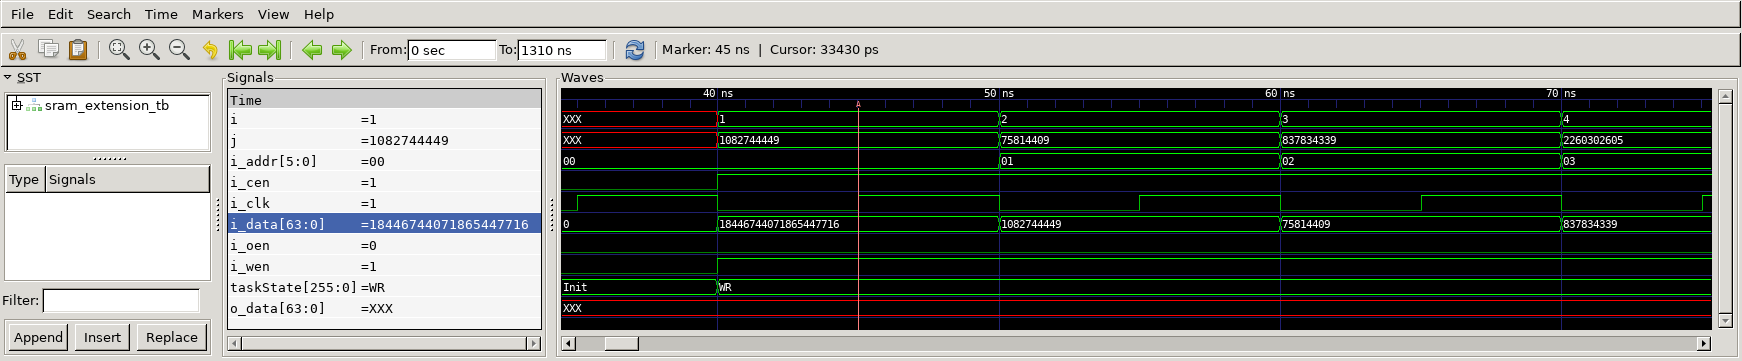 File Edit Search Time Markers View Help
From: 0 sec To: 1310 ns Marker: 45 ns | Cursor: 33430 ps
SST
sram_extension_tb
Type Signals
Filter:
Append Insert Replace
Signals
Time
i =1
j =1082744449
i_addr[5:0] =00
i_cen =1
i_clk =1
i_data[63:0] =18446744071865447716
i_oen =0
i_wen =1
taskState[255:0] =WR
o_data[63:0] =XXX
Waves
40 ns 50 ns 60 ns 70 ns
A
XXX 1 2 3 4
XXX 1082744449 75814409 837834339 2260302605
00 01 02 03
0 18446744071865447716 1082744449 75814409 837834339
Init WR
XXX